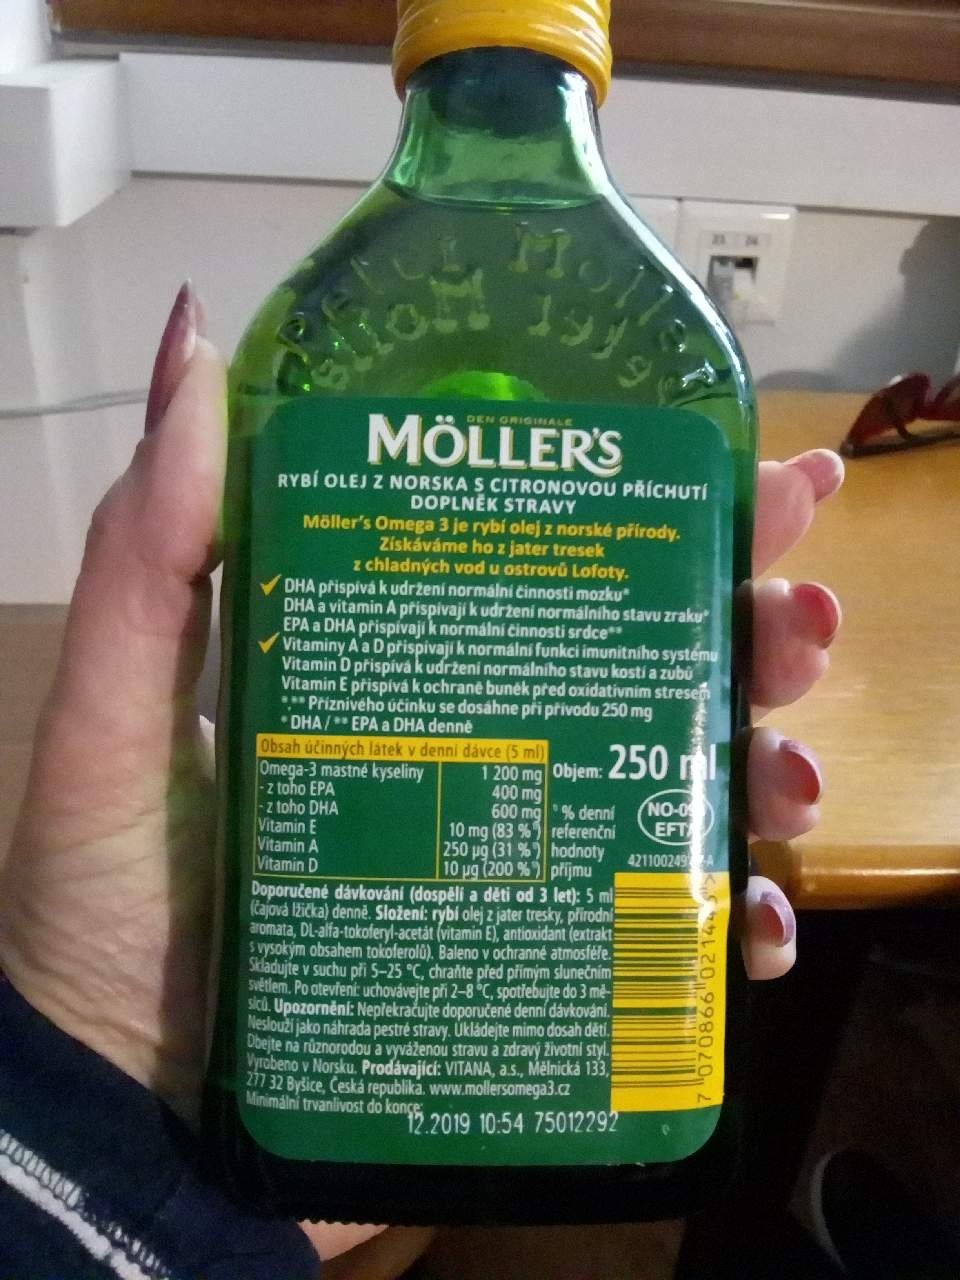 DEN ORIGINALE
MÖLLER'S
RYBÍ OLEJ Z NORSKA S CITRONOVOU PŘÍCHUTÍ
DOPLNĚK STRAVY
Möller's Omega 3 je rybí olej z norské přírody.
Získáváme ho z jater tresek
z chladných vod u ostrovů Lofoty.
DHA přispívá k udržení normální činnosti mozku*
DHA a vitamin A přispívají k udržení normálního stavu zraku*
EPA a DHA přispívají k normální činnosti srdce**
Vitaminy A a D přispívají k normální funkci imunitního systému
Vitamin D přispívá k udržení normálního stavu kostí a zubů
Vitamin E přispívá k ochraně buněk před oxidativním stresem
*,** Příznivého účinku se dosáhne při přívodu 250 mg
* DHA / ** EPA a DHA denně
Obsah účinných látek v denní dávce (5 ml)
Omega-3 mastné kyseliny 1 200 mg
- z toho EPA 400 mg
- z toho DHA 600 mg
Vitamin E 10 mg (83 %°)
Vitamin A 250 µg (31 %°)
Vitamin D 10 µg (200 %°)
Objem: 250 ml
° % denní
referenční
hodnoty
příjmu
EFTA
Doporučené dávkování (dospělí a děti od 3 let): 5 ml
(čajová lžička) denně. Složení: rybí olej z jater tresky, přírodní
aromata, DL-alfa-tokoferyl-acetát (vitamin E), antioxidant (extrakt
s vysokým obsahem tokoferolů). Baleno v ochranné atmosféře.
Skladujte v suchu při 5–25 °C, chraňte před přímým slunečním
světlem. Po otevření: uchovávejte při 2–8 °C, spotřebujte do 3 mě-
síců. Upozornění: Nepřekračujte doporučené denní dávkování.
Neslouží jako náhrada pestré stravy. Ukládejte mimo dosah dětí.
Dbejte na různorodou a vyváženou stravu a zdravý životní styl.
Vyrobeno v Norsku. Prodávající: VITANA, a.s., Mělnická 133,
277 32 Byšice, Česká republika. www.mollersomega3.cz
Minimální trvanlivost do konce:
12.2019 10:54 75012292